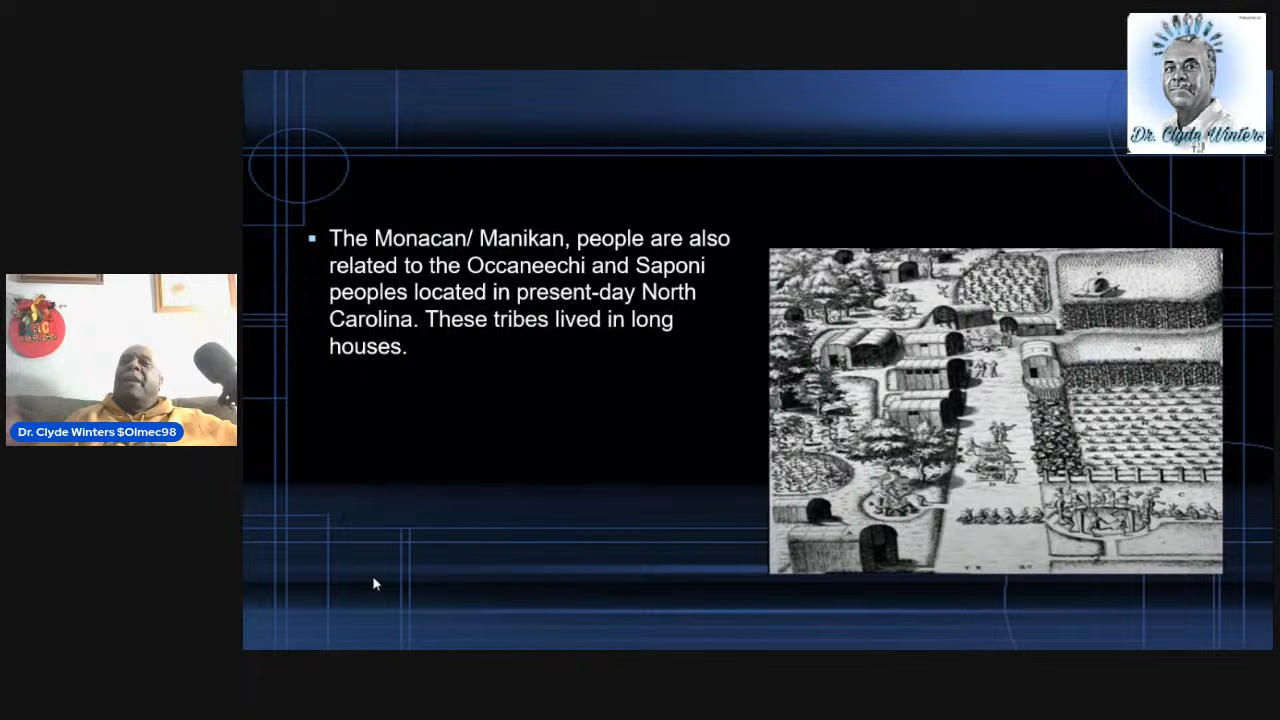 Dr. Clyde Winters
The Monacan/ Manikan, people are also
related to the Occaneechi and Saponi
peoples located in present-day North
Carolina. These tribes lived in long
houses.
Dr. Clyde Winters $Olmec98